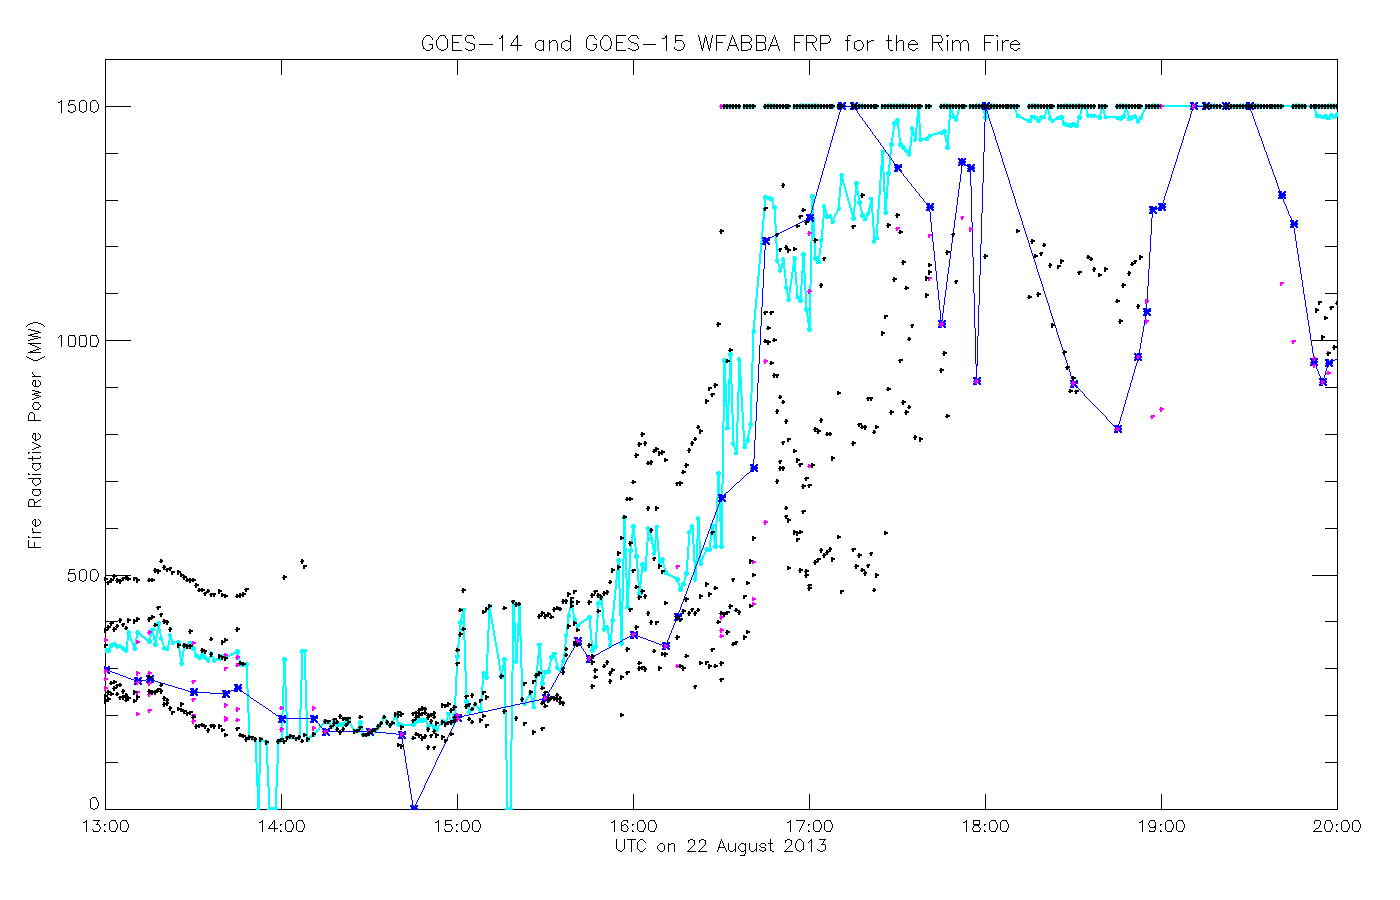 GOES-14 and GOES-15 WFABBA FRP for the Rim Fire
1500
1000
500
0
Fire Radiative Power (MW)
13:00 14:00 15:00 16:00 17:00 18:00 19:00 20:00
UTC on 22 August 2013